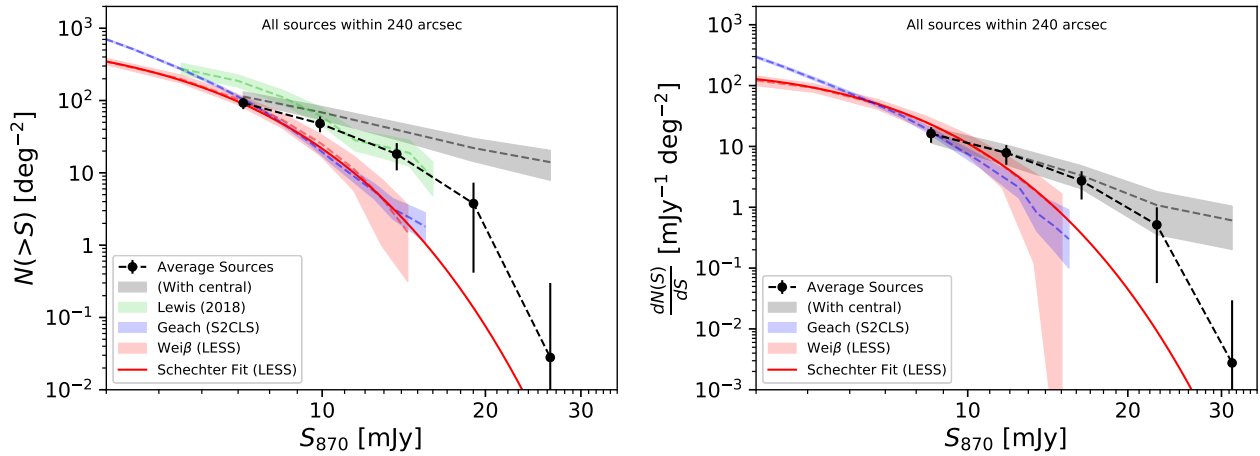 All sources within 240 arcsec
N(>S) [deg⁻²]
10³
10²
10¹
1
10⁻¹
10⁻²
Average Sources
(With central)
Lewis (2018)
Geach (S2CLS)
Weiβ (LESS)
Schechter Fit (LESS)
10 20 30
S₈₇₀ [mJy]
All sources within 240 arcsec
dN(S)/dS [mJy⁻¹ deg⁻²]
10³
10²
10
1
10⁻¹
10⁻²
10⁻³
Average Sources
(With central)
Geach (S2CLS)
Weiβ (LESS)
Schechter Fit (LESS)
10 20 30
S₈₇₀ [mJy]